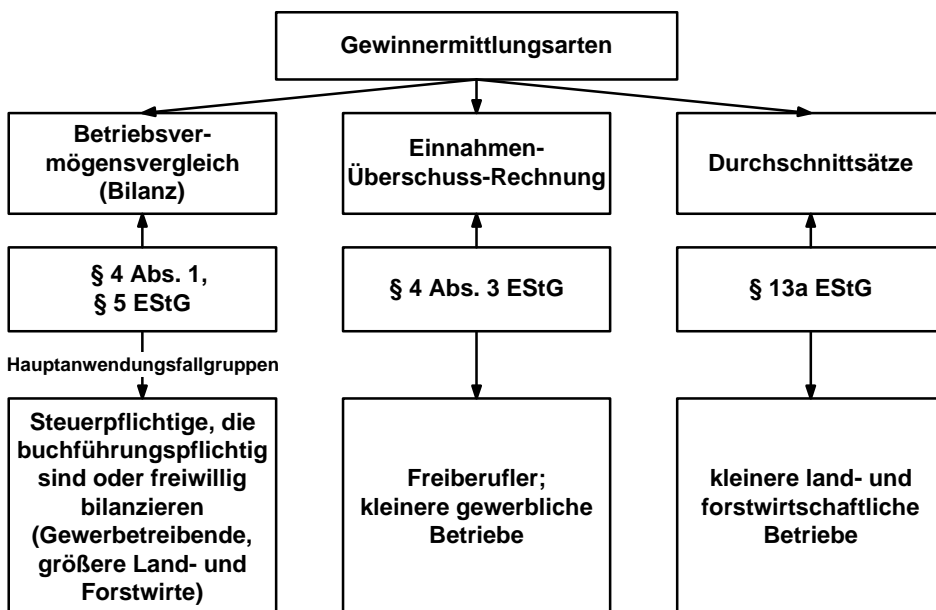 Gewinnermittlungsarten
Betriebsver-
mögensvergleich
(Bilanz)
Einnahmen-
Überschuss-Rechnung
Durchschnittsätze
§ 4 Abs. 1,
§ 5 EStG
§ 4 Abs. 3 EStG
§ 13a EStG
Hauptanwendungsfallgruppen
Steuerpflichtige, die
buchführungspflichtig
sind oder freiwillig
bilanzieren
(Gewerbetreibende,
größere Land- und
Forstwirte)
Freiberufler;
kleinere gewerbliche
Betriebe
kleinere land- und
forstwirtschaftliche
Betriebe